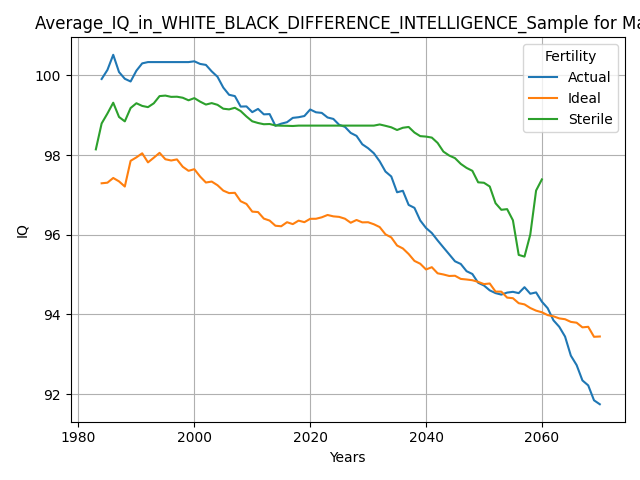 Average_IQ_in_WHITE_BLACK_DIFFERENCE_INTELLIGENCE_Sample for Ma
Fertility
Actual
Ideal
Sterile
100
98
96
94
92
IQ
1980 2000 2020 2040 2060
Years